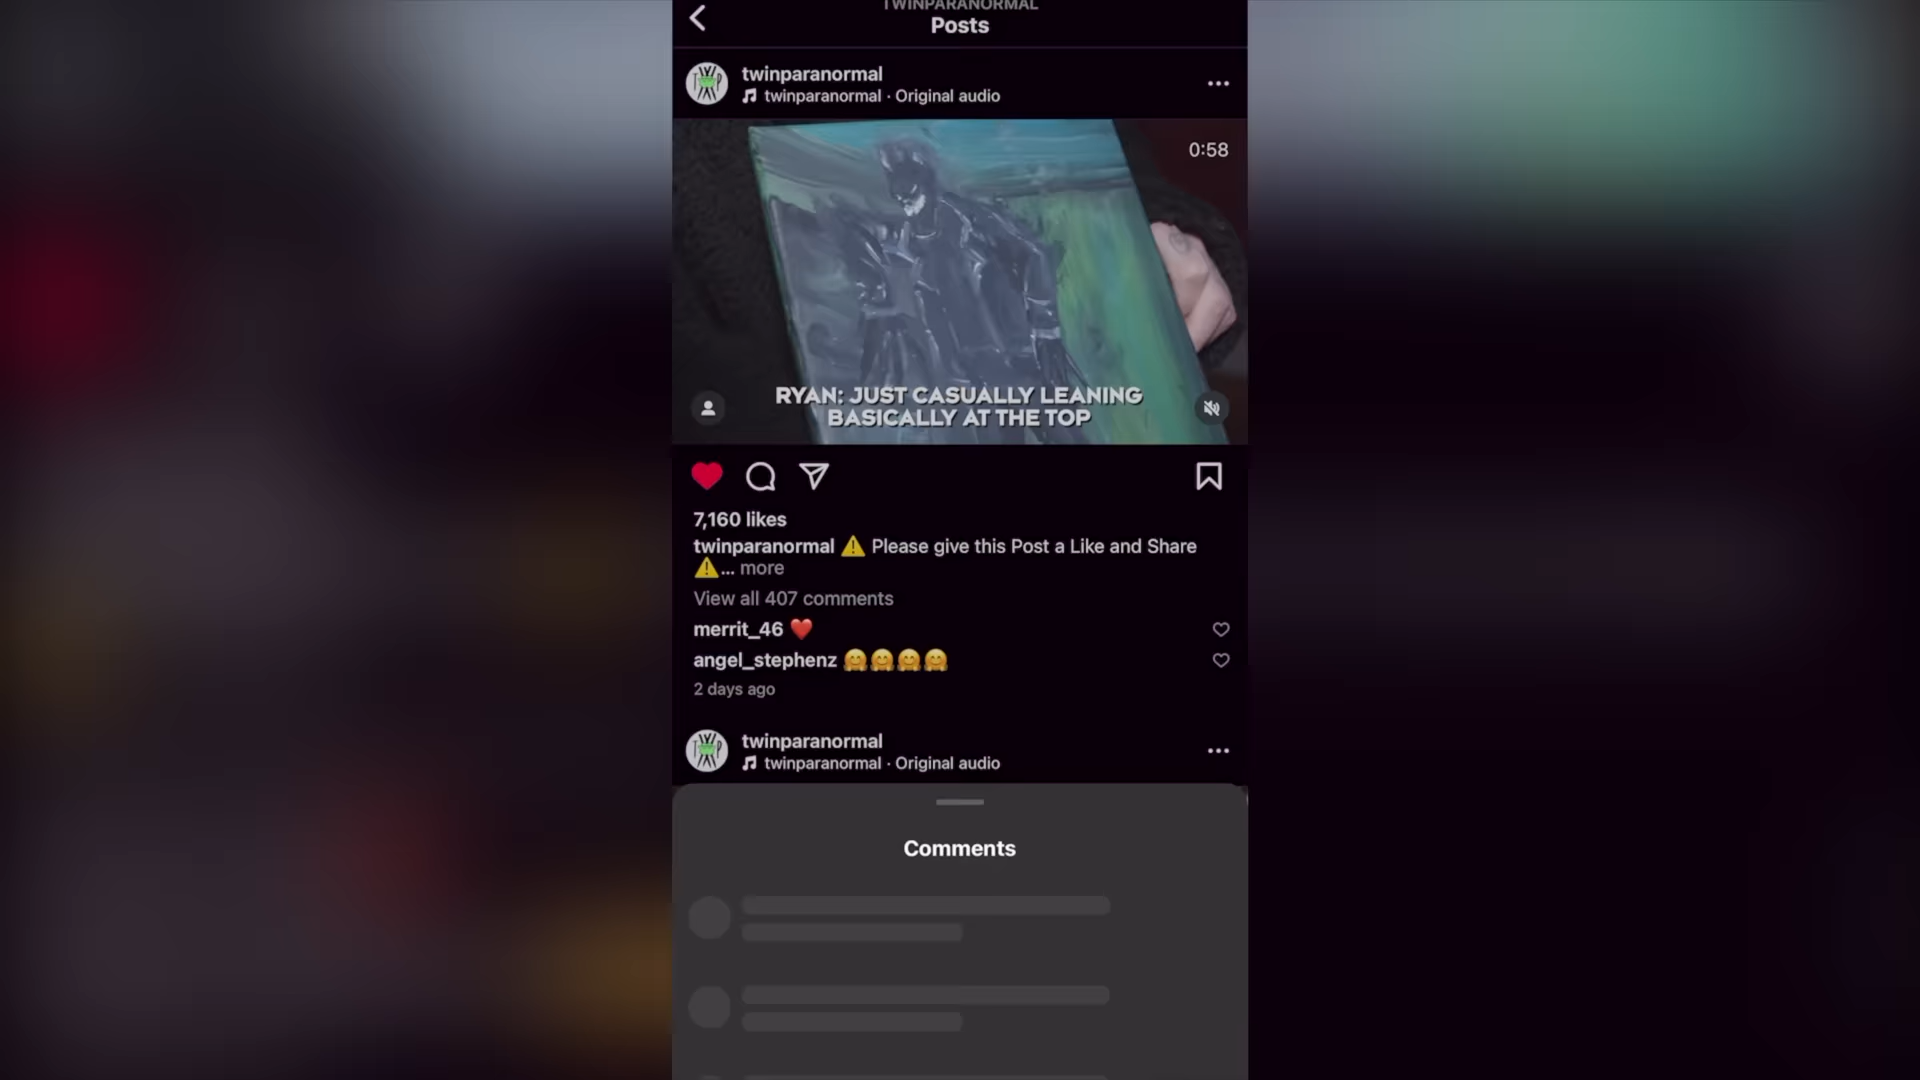 TWINPARANORMAL
Posts
twinparanormal
twinparanormal · Original audio
0:58
RYAN: JUST CASUALLY LEANING
BASICALLY AT THE TOP
7,160 likes
twinparanormal ⚠️ Please give this Post a Like and Share
⚠️... more
View all 407 comments
merrit_46 ❤️
angel_stephenz 🤗🤗🤗🤗
2 days ago
twinparanormal
twinparanormal · Original audio
Comments